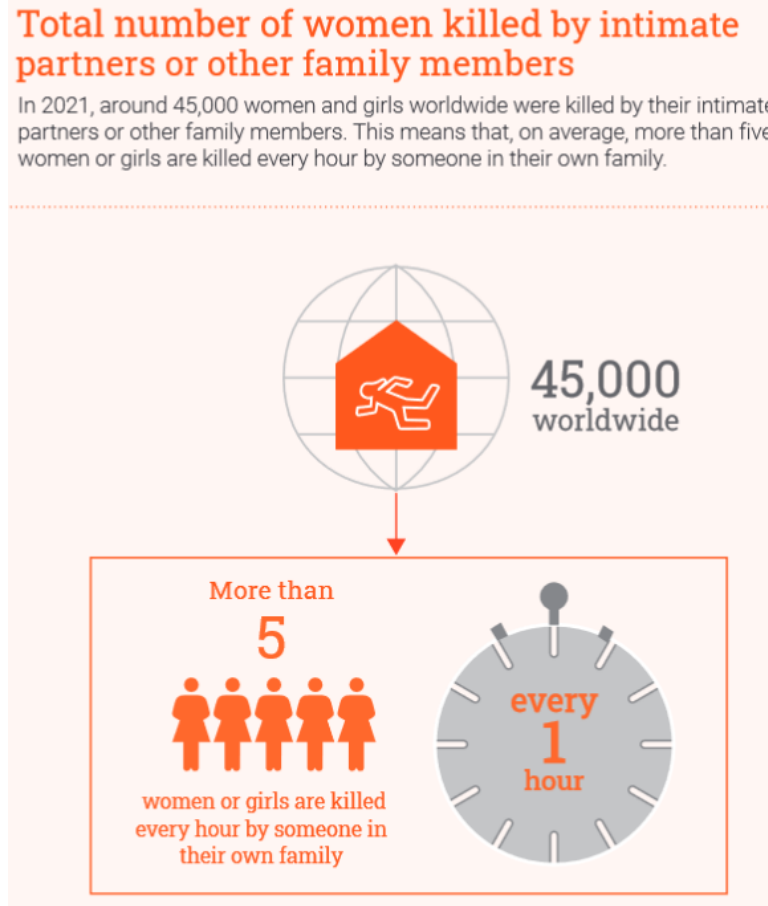 Total number of women killed by intimate
partners or other family members
In 2021, around 45,000 women and girls worldwide were killed by their intimate
partners or other family members. This means that, on average, more than five
women or girls are killed every hour by someone in their own family.
45,000
worldwide
More than
5
women or girls are killed
every hour by someone in
their own family
every
1
hour